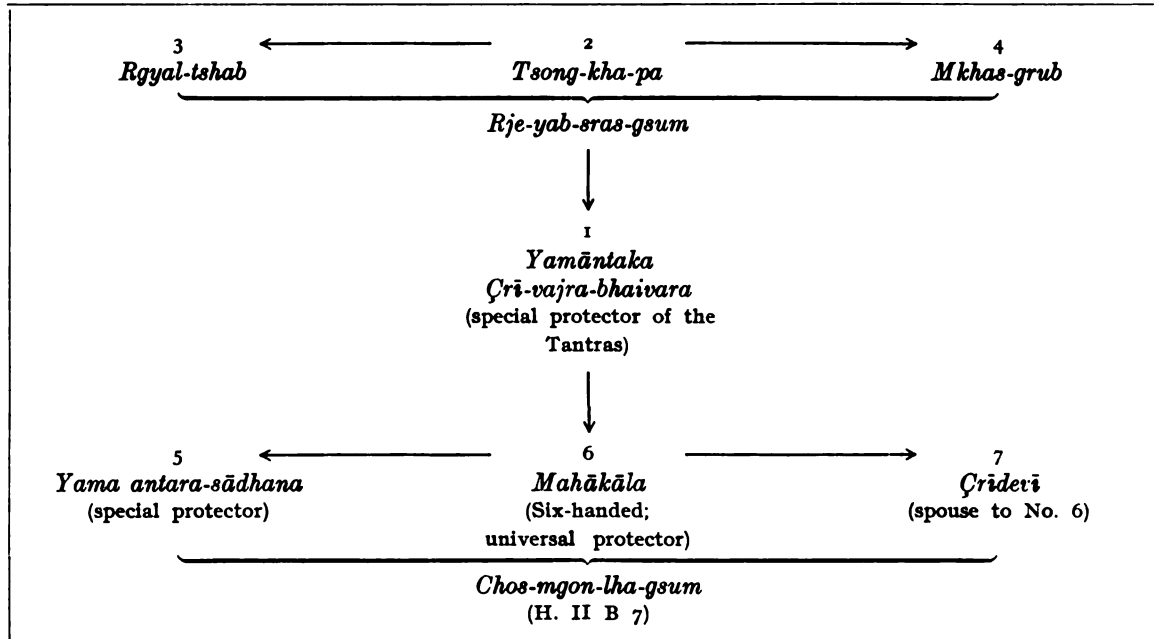 3 2 4
Rgyal-tshab Tsong-kha-pa Mkhas-grub
Rje-yab-sras-gsum
1
Yamāntaka
Çrī-vajra-bhaivara
(special protector of the
Tantras)
5 6 7
Yama antara-sādhana Mahākāla Çrīdevī
(special protector) (Six-handed; (spouse to No. 6)
universal protector)
Chos-mgon-lha-gsum
(H. II B 7)